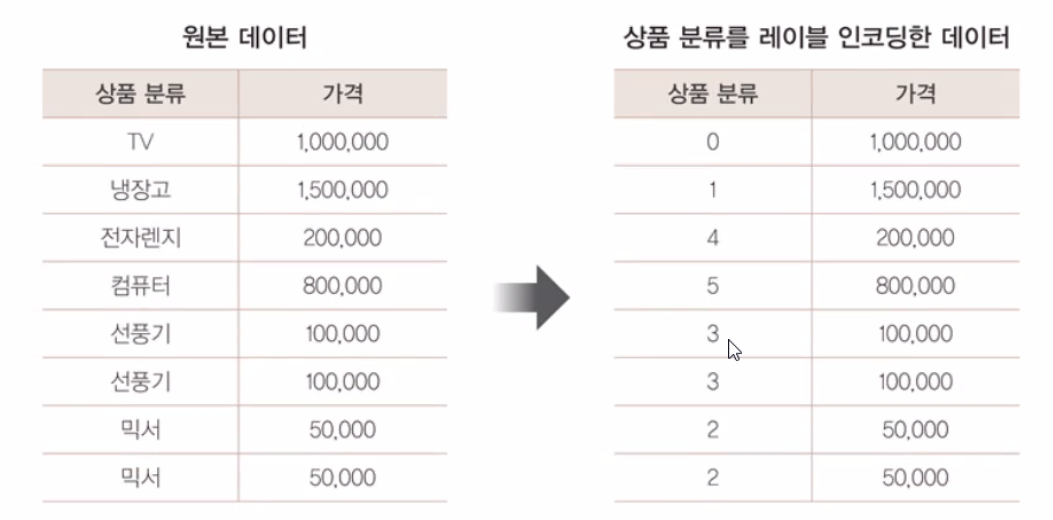 원본 데이터
상품 분류를 레이블 인코딩한 데이터
상품 분류 가격
TV 1,000,000
냉장고 1,500,000
전자렌지 200,000
컴퓨터 800,000
선풍기 100,000
선풍기 100,000
믹서 50,000
믹서 50,000
상품 분류 가격
0 1,000,000
1 1,500,000
4 200,000
5 800,000
3 100,000
3 100,000
2 50,000
2 50,000